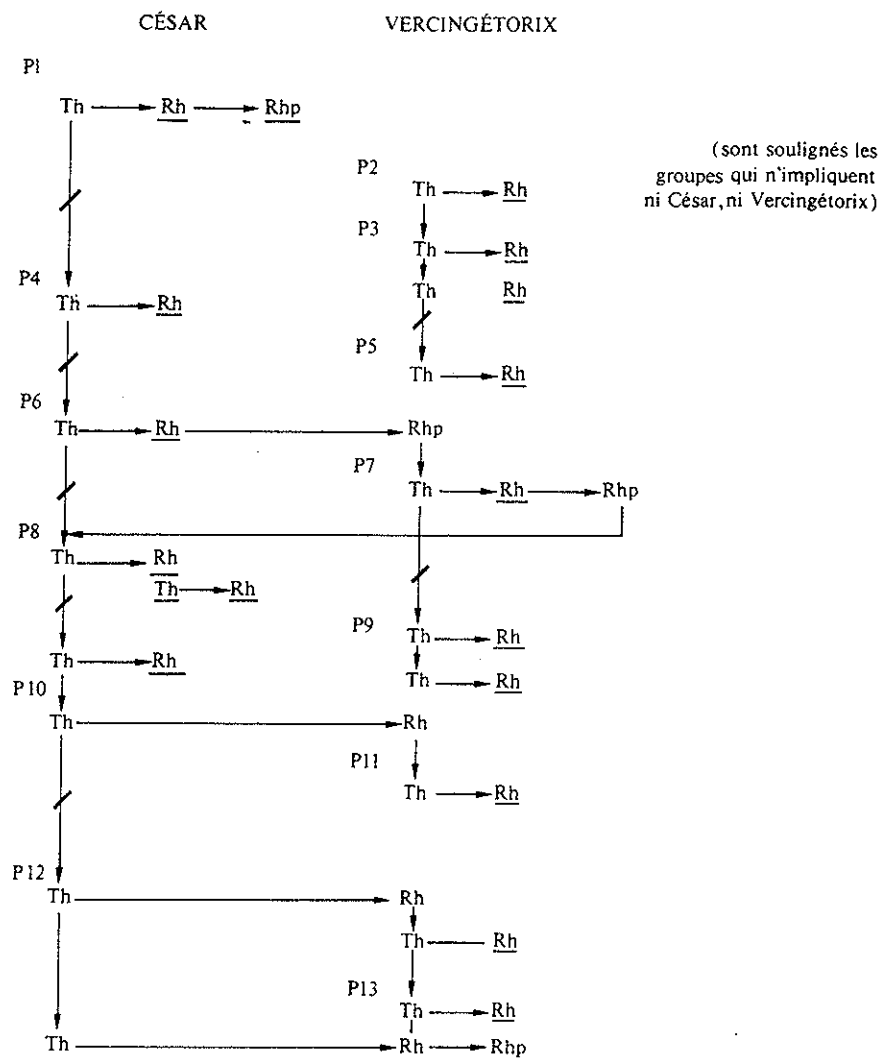 CÉSAR VERCINGÉTORIX
P1
Th Rh Rhp
(sont soulignés les
P2
groupes qui n'impliquent
Th Rh
ni César, ni Vercingétorix)
P3
Th Rh
P4
Th Rh
Th Rh
P5
Th Rh
P6
Th Rh Rhp
P7
Th Rh Rhp
P8
Th Rh
Th Rh
P9
Th Rh
Th Rh
Th Rh
P10
Th Rh
P11
Th Rh
P12
Th Rh
Th Rh
P13
Th Rh
Th Rh Rhp